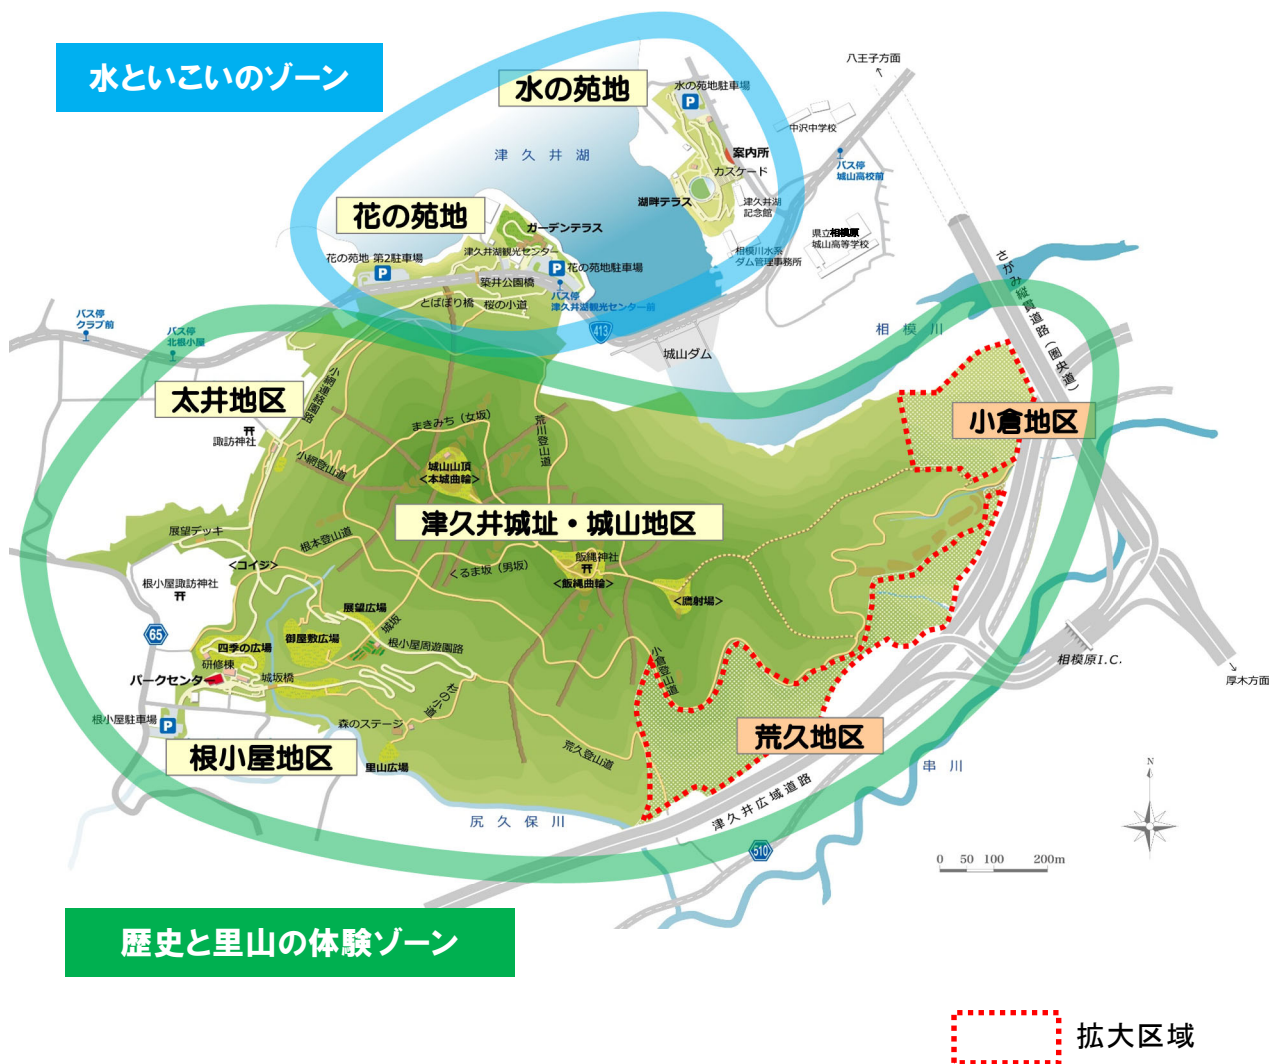 水といこいのゾーン
水の苑地
水の苑地駐車場
P
八王子方面
中沢中学校
津久井湖
案内所
カスケード
バス停
城山高校前
湖畔テラス
津久井湖
記念館
花の苑地
ガーデンテラス
県立相模原
城山高等学校
相模川水系
ダム管理事務所
花の苑地 第2駐車場
P
津久井湖観光センター
P
花の苑地駐車場
築井公園橋
とばぼり橋
桜の小道
バス停
津久井湖観光センター前
413
城山ダム
さがみ縦貫道路(圏央道)
相模川
バス停
クラブ前
バス停
北根小屋
太井地区
諏訪神社
小網連絡園路
小網登山道
まきみち(女坂)
荒川登山道
城山山頂
<本城曲輪>
小倉地区
津久井城址・城山地区
展望デッキ
根本登山道
<コイジ>
くるま坂(男坂)
飯縄神社
<飯縄曲輪>
<鷹射場>
根小屋諏訪神社
65
展望広場
城坂
御屋敷広場
根小屋周遊園路
四季の広場
研修棟
パークセンター
城坂橋
杉の小道
小倉登山道
相模原I.C.
厚木方面
根小屋駐車場
P
森のステージ
荒久地区
根小屋地区
里山広場
荒久登山道
串川
尻久保川
津久井広域道路
510
N
0 50 100 200m
歴史と里山の体験ゾーン
拡大区域